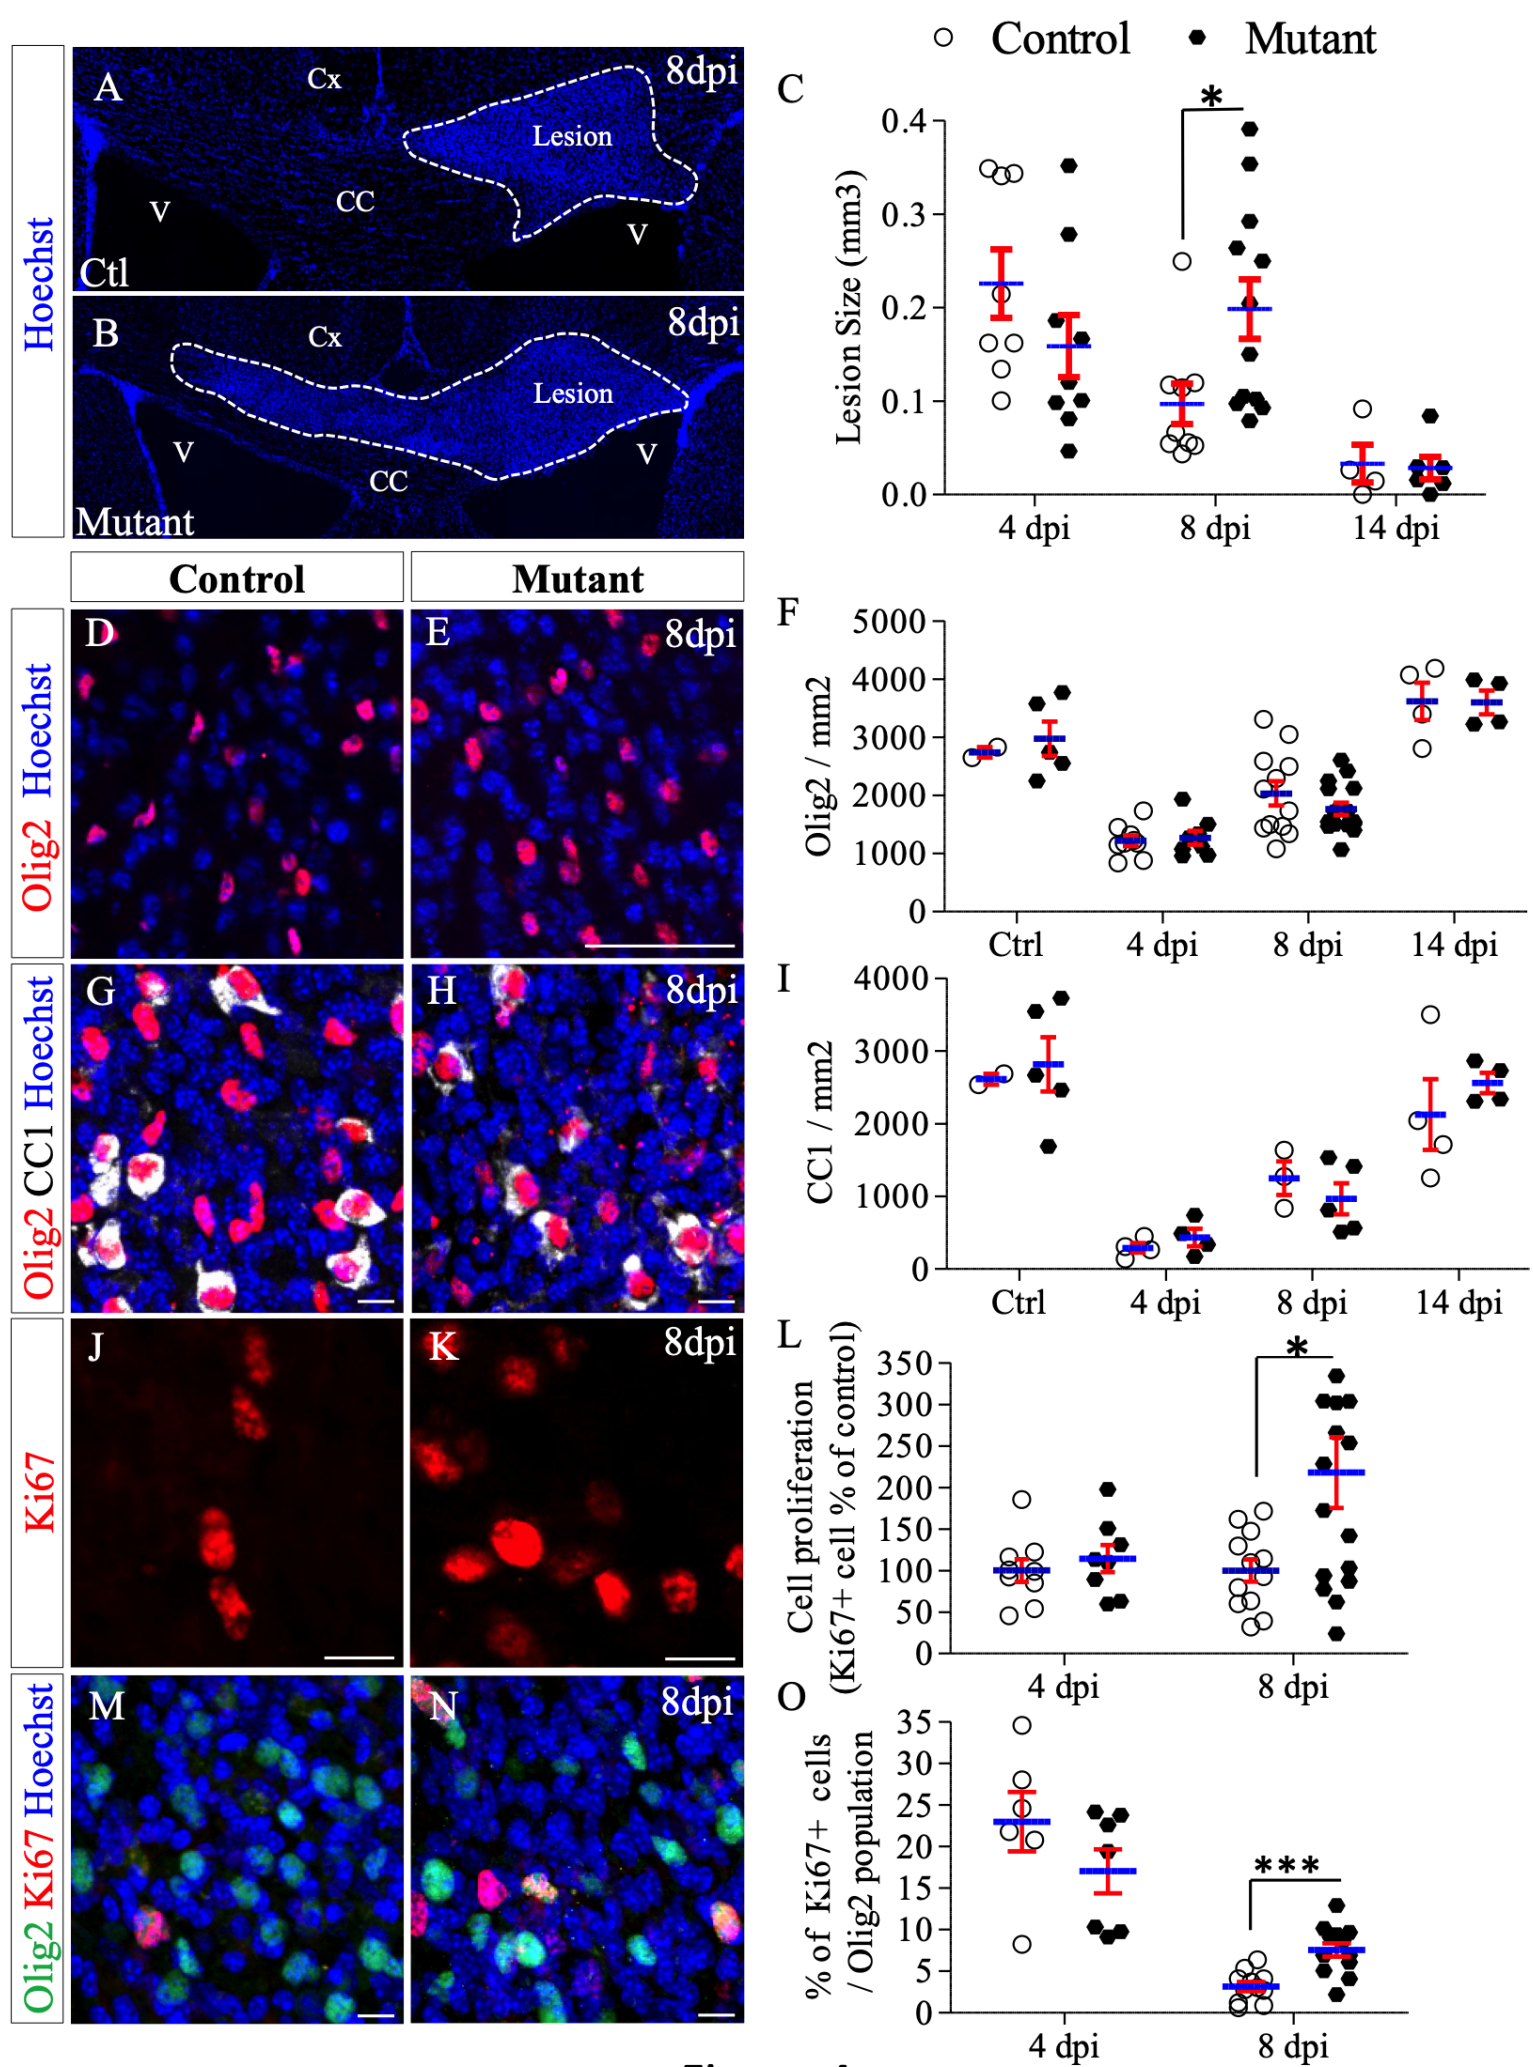 Control Mutant
Hoechst
A
Cx
8dpi
Lesion
CC
V
V
Ctl
B
Cx
8dpi
Lesion
V
V
CC
Mutant
C
*
Lesion Size (mm3)
0.4
0.3
0.2
0.1
0.0
4 dpi 8 dpi 14 dpi
Control Mutant
Olig2 Hoechst
D
E
8dpi
F
Olig2 / mm2
5000
4000
3000
2000
1000
0
Ctrl 4 dpi 8 dpi 14 dpi
Olig2 CC1 Hoechst
G
H
8dpi
I
CC1 / mm2
4000
3000
2000
1000
0
Ctrl 4 dpi 8 dpi 14 dpi
Ki67
J
K
8dpi
L
*
Cell proliferation
(Ki67+ cell % of control)
350
300
250
200
150
100
50
0
4 dpi 8 dpi
Olig2 Ki67 Hoechst
M
N
8dpi
O
***
% of Ki67+ cells
/ Olig2 population
35
30
25
20
15
10
5
0
4 dpi 8 dpi